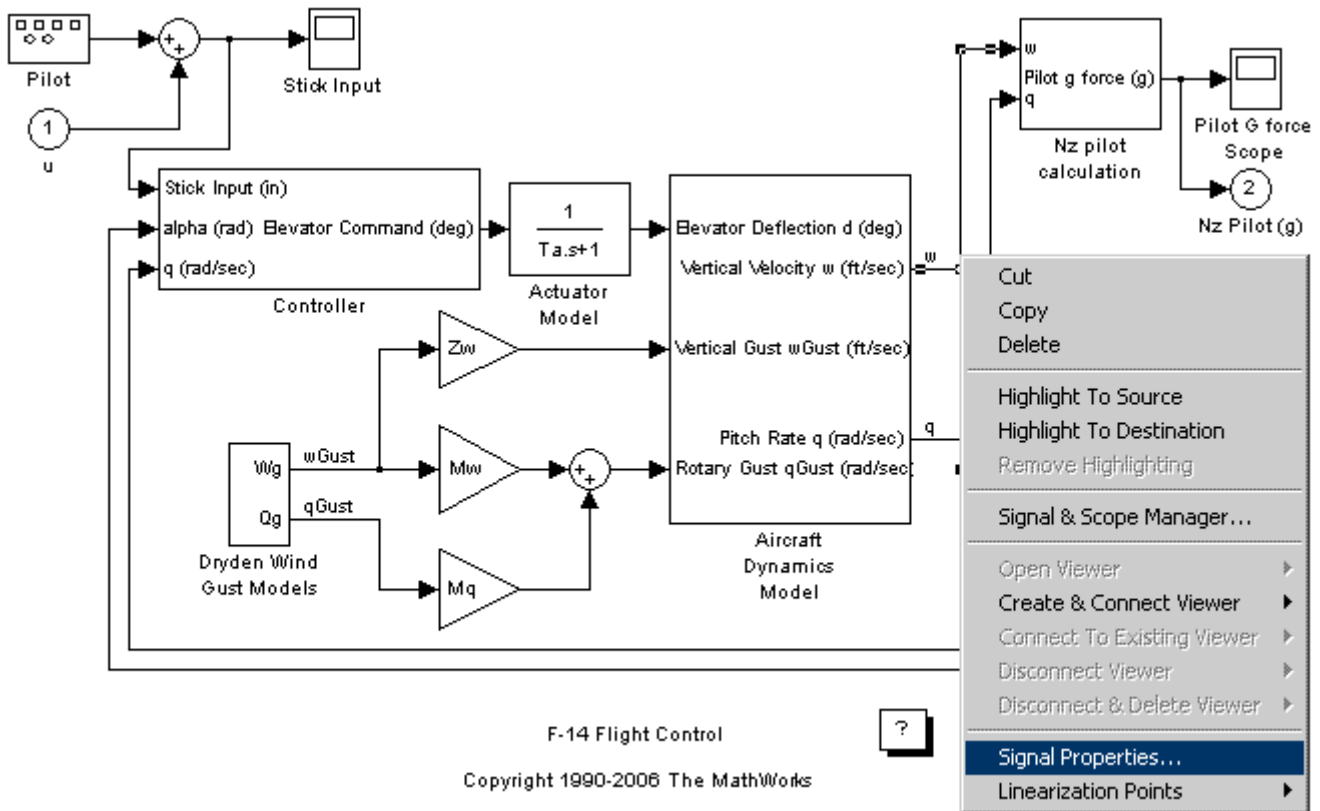 Pilot
+
+
Stick Input
1
u
w
Pilot g force (g)
q
Nz pilot
calculation
Pilot G force
Scope
2
Nz Pilot (g)
Stick Input (in)
alpha (rad) Elevator Command (deg)
q (rad/sec)
Controller
1
Ta.s+1
Actuator
Model
Elevator Deflection d (deg)
Vertical Velocity w (ft/sec)
Vertical Gust wGust (ft/sec)
Pitch Rate q (rad/sec)
Rotary Gust qGust (rad/sec
Aircraft
Dynamics
Model
w
q
Zw
Mw
Mq
+
+
Wg
Qg
wGust
qGust
Dryden Wind
Gust Models
Cut
Copy
Delete
Highlight To Source
Highlight To Destination
Remove Highlighting
Signal & Scope Manager...
Open Viewer
Create & Connect Viewer
Connect To Existing Viewer
Disconnect Viewer
Disconnect & Delete Viewer
Signal Properties...
Linearization Points
F-14 Flight Control
?
Copyright 1990-2006 The MathWorks